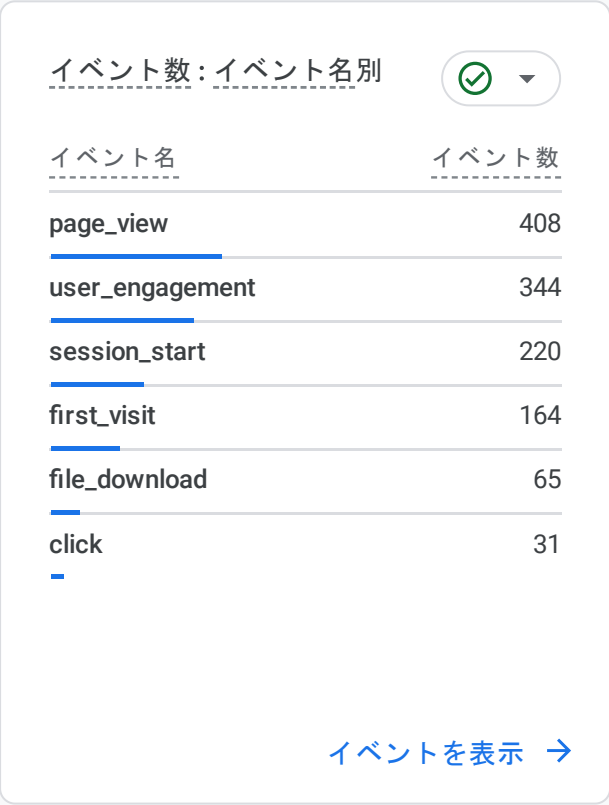 イベント数 : イベント名別
イベント名 イベント数
page_view 408
user_engagement 344
session_start 220
first_visit 164
file_download 65
click 31
イベントを表示